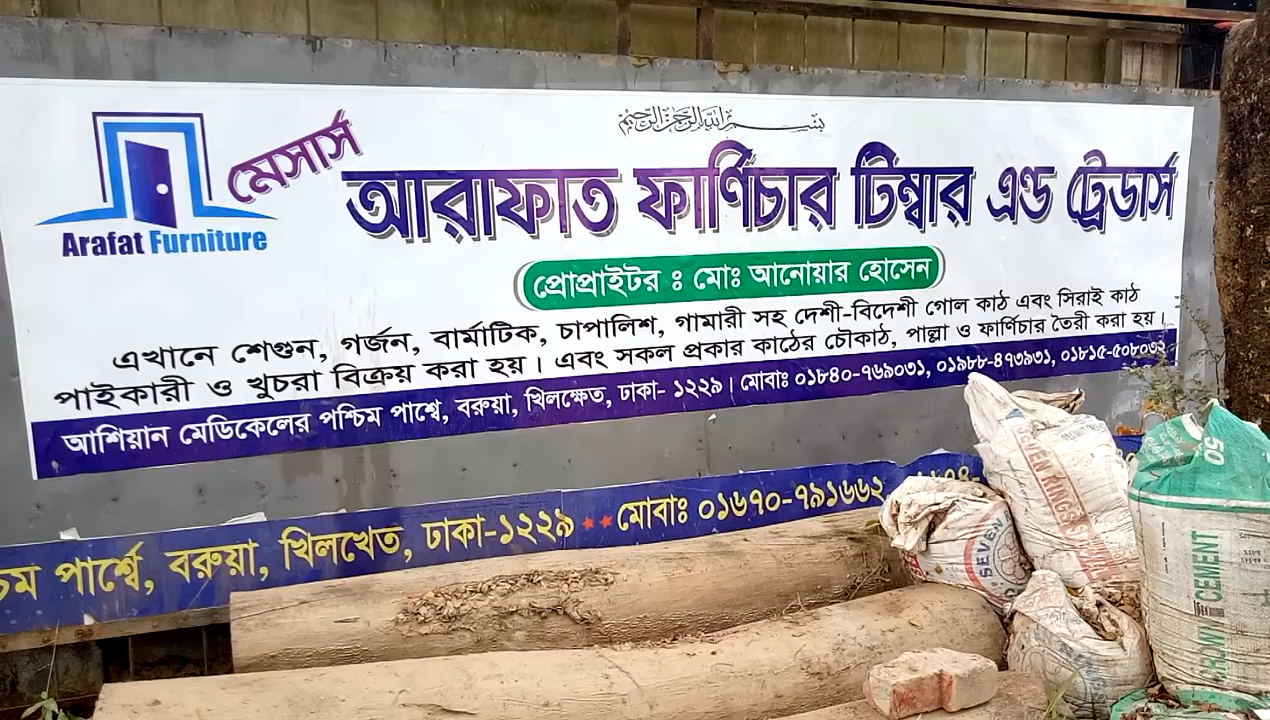 بسم الله الرحمن الرحيم
মেসার্স
আরাফাত ফার্ণিচার টিম্বার এন্ড ট্রেডার্স
Arafat Furniture
প্রোপ্রাইটর ঃ মোঃ আনোয়ার হোসেন
এখানে শেগুন, গর্জন, বার্মাটিক, চাপালিশ, গামারী সহ দেশী-বিদেশী গোল কাঠ এবং সিরাই কাঠ
পাইকারী ও খুচরা বিক্রয় করা হয়। এবং সকল প্রকার কাঠের চৌকাঠ, পাল্লা ও ফার্ণিচার তৈরী করা হয়।
আশিয়ান মেডিকেলের পশ্চিম পার্শ্বে, বরুয়া, খিলক্ষেত, ঢাকা- ১২২৯। মোবাঃ ০১৮৪০-৭৬৯০৩১, ০১৯৮৮-৪৭৩৯৩১, ০১৮১৫-৫০৮০৩২
পার্শ্বে, বরুয়া, খিলখেত, ঢাকা-১২২৯ মোবাঃ ০১৬৭০-৭৯১৬৬২
SEVEN
50
CROWN CEMENT